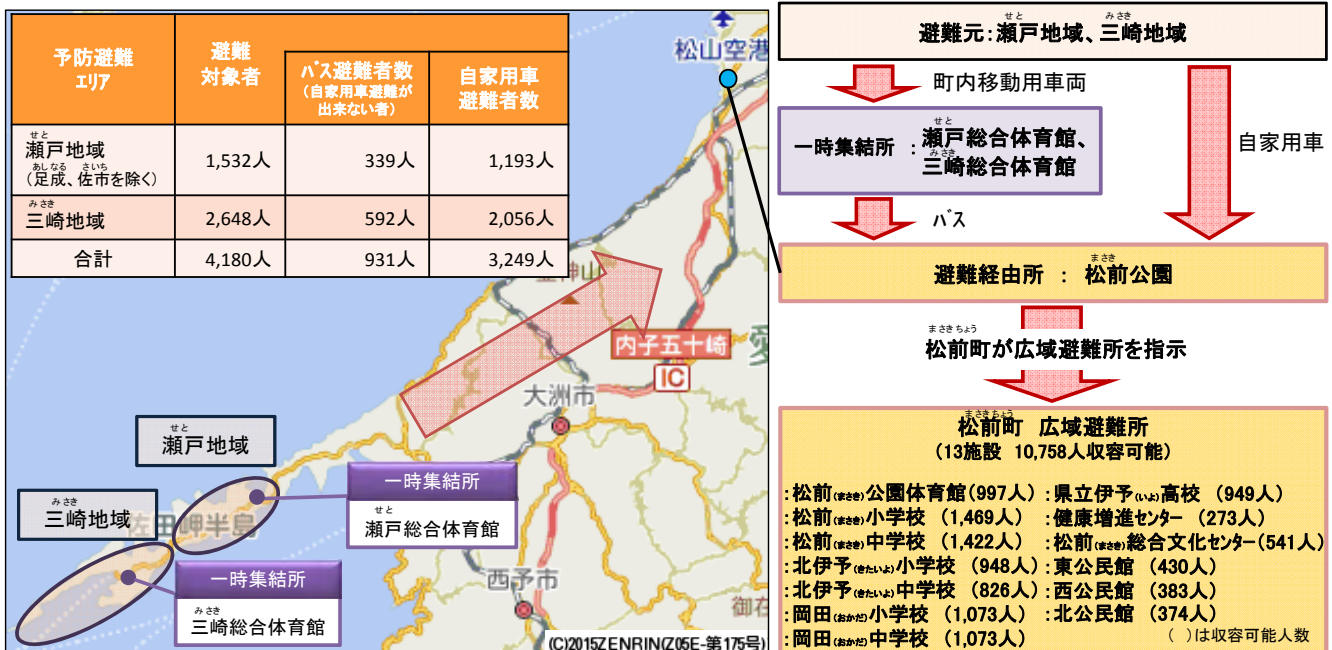 予防避難
エリア
避難
対象者
バス避難者数
(自家用車避難が
出来ない者)
自家用車
避難者数
せと
瀬戸地域
あしなる さいち
(足成、佐市を除く)
1,532人
339人
1,193人
みさき
三崎地域
2,648人
592人
2,056人
合計
4,180人
931人
3,249人
松山空港
内子五十崎
IC
愛
大洲市
せと
瀬戸地域
一時集結所
せと
瀬戸総合体育館
みさき
三崎地域
佐田岬半島
一時集結所
みさき
三崎総合体育館
西予市
(C)2015ZENRIN(Z05E-第175号)
せと みさき
避難元:瀬戸地域、三崎地域
町内移動用車両
せと
一時集結所 : 瀬戸総合体育館、
みさき
三崎総合体育館
自家用車
バス
まさき
避難経由所 : 松前公園
まさきちょう
松前町が広域避難所を指示
まさきちょう
松前町 広域避難所
(13施設 10,758人収容可能)
:松前(まさき)公園体育館(997人)
:松前(まさき)小学校 (1,469人)
:松前(まさき)中学校 (1,422人)
:北伊予(きたいよ)小学校 (948人)
:北伊予(きたいよ)中学校 (826人)
:岡田(おかだ)小学校 (1,073人)
:岡田(おかだ)中学校 (1,073人)
:県立伊予(いよ)高校 (949人)
:健康増進センター (273人)
:松前(まさき)総合文化センター(541人)
:東公民館 (430人)
:西公民館 (383人)
:北公民館 (374人)
( )は収容可能人数